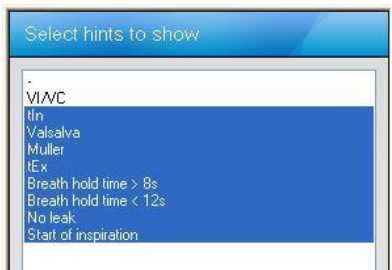 Select hints to show
-
VI/VC
tIn
Valsalva
Muller
tEx
Breath hold time > 8s
Breath hold time < 12s
No leak
Start of inspiration